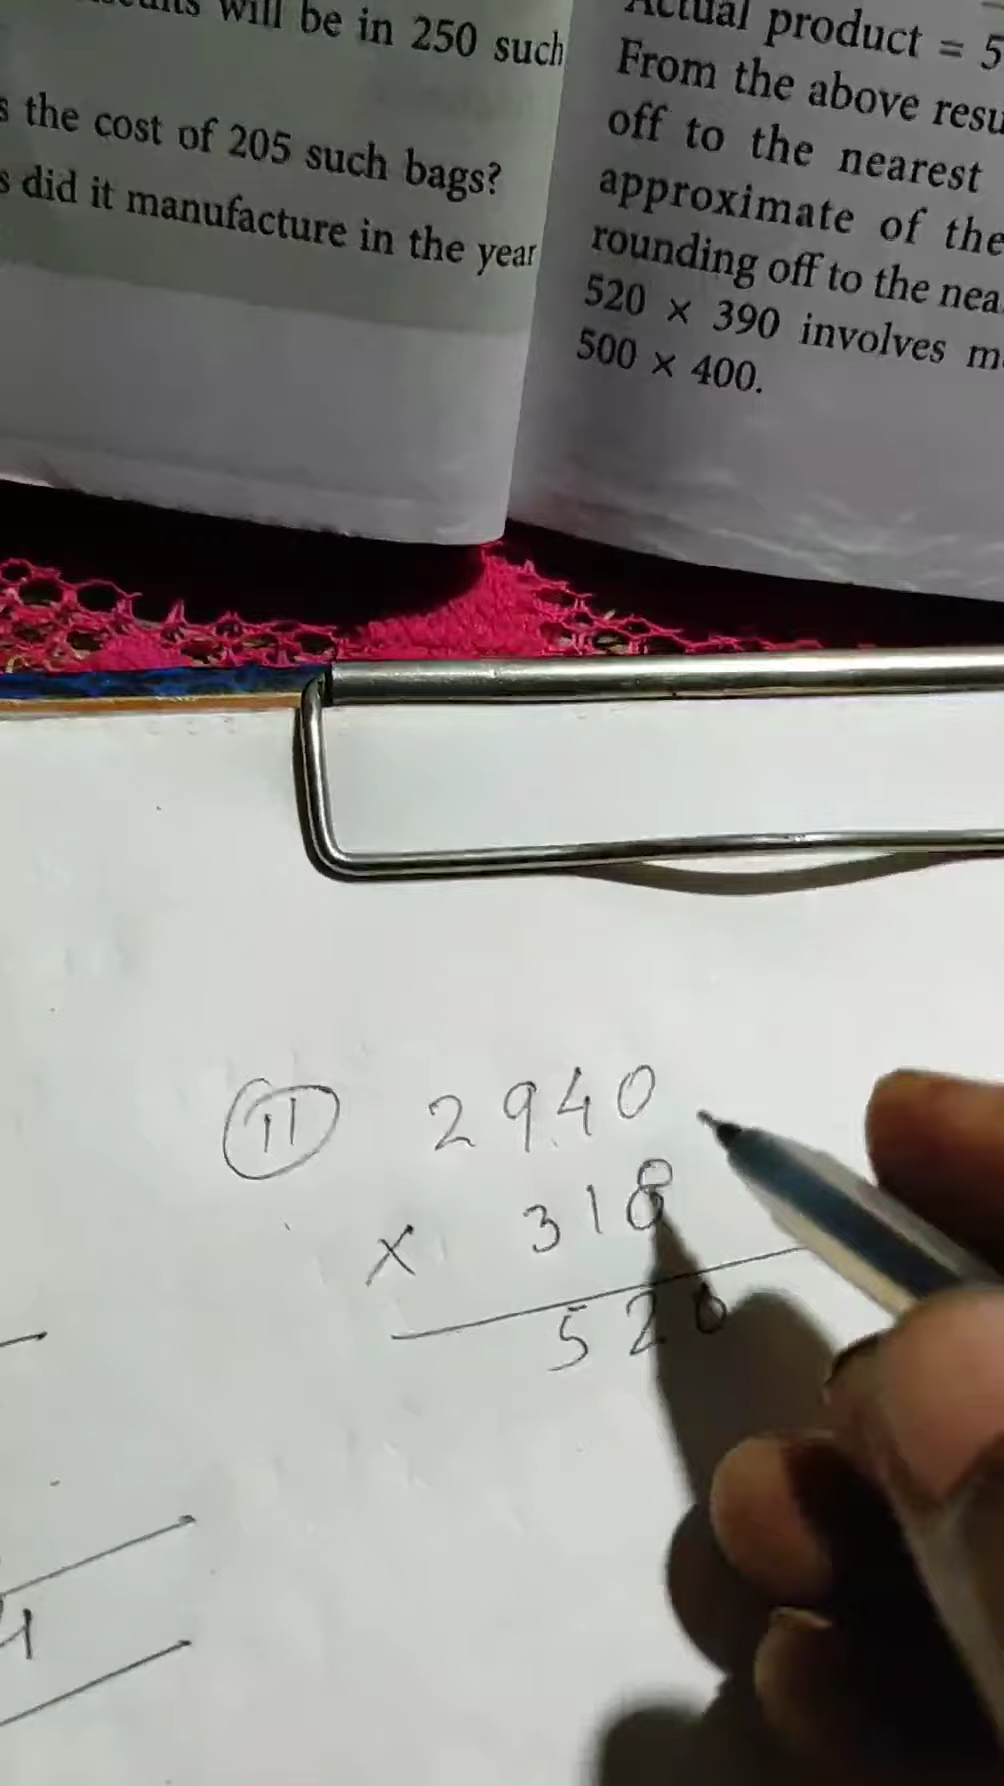 will be in 250 such
the cost of 205 such bags?
did it manufacture in the year
Actual product = 5
From the above
off to the nearest
approximate of the
rounding off to the
520 × 390 involves
500 × 400.
11 2940
× 318
520